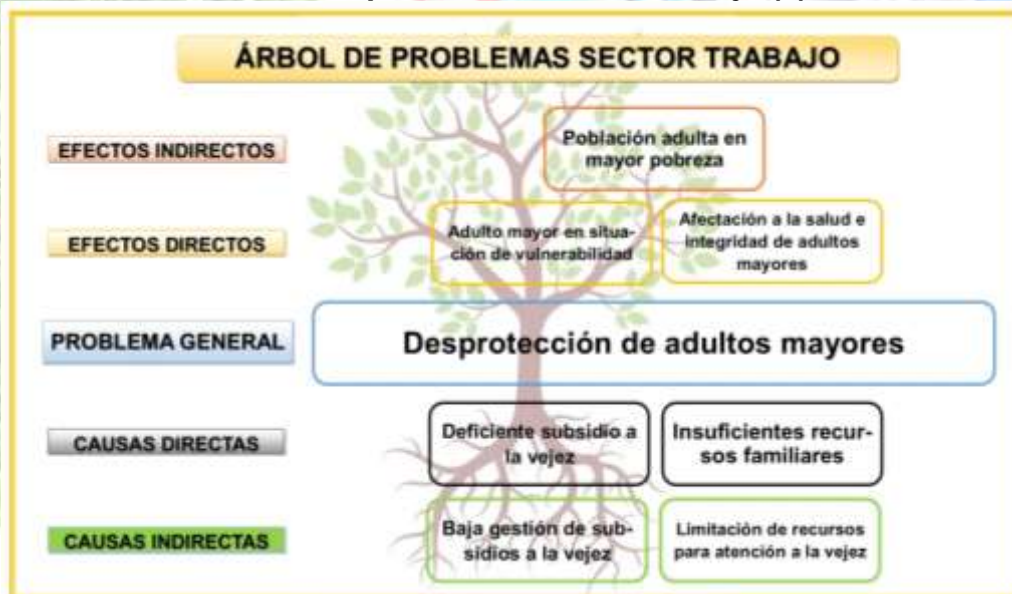 ÁRBOL DE PROBLEMAS SECTOR TRABAJO
EFECTOS INDIRECTOS
Población adulta en
mayor pobreza
EFECTOS DIRECTOS
Adulto mayor en situa-
ción de vulnerabilidad
Afectación a la salud e
integridad de adultos
mayores
PROBLEMA GENERAL
Desprotección de adultos mayores
CAUSAS DIRECTAS
Deficiente subsidio a
la vejez
Insuficientes recur-
sos familiares
CAUSAS INDIRECTAS
Baja gestión de sub-
sidios a la vejez
Limitación de recursos
para atención a la vejez